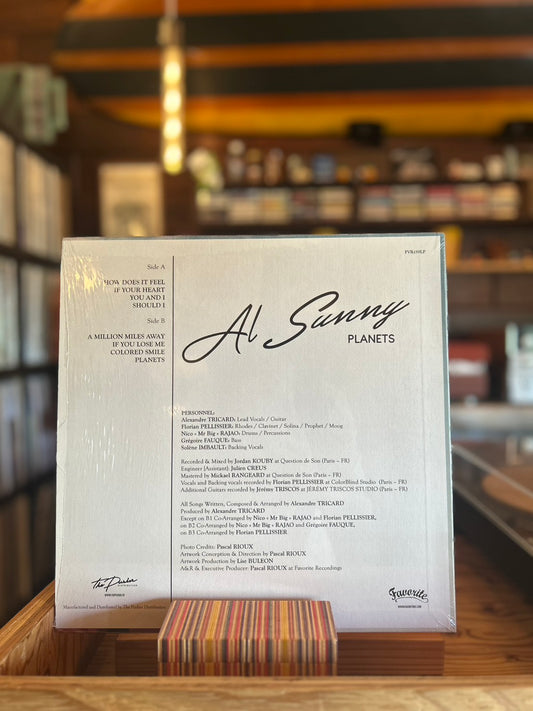 FVR159LP
Side A
HOW DOES IT FEEL
IF YOUR HEART
YOU AND I
SHOULD I
Side B
A MILLION MILES AWAY
IF YOU LOSE ME
COLORED SMILE
PLANETS
Al Sunny
PLANETS
PERSONNEL:
Alexandre TRICARD: Lead Vocals / Guitar
Florian PELLISSIER: Rhodes / Clavinet / Solina / Prophet / Moog
Nico « Mr Big » RAJAO: Drums / Percussions
Grégoire FAUQUE: Bass
Solène IMBAULT: Backing Vocals
Recorded & Mixed by Jordan KOUBY at Question de Son (Paris – FR)
Engineer (Assistant): Julien CREUS
Mastered by Mickael RANGEARD at Question de Son (Paris – FR)
Vocals and Backing vocals recorded by Florian PELLISSIER at ColorBlind Studio (Paris – FR)
Additional Guitars recorded by Jérémy TRISCOS at JÉRÉMY TRISCOS STUDIO (Paris – FR)
All Songs Written, Composed & Arranged by Alexandre TRICARD
Produced by Alexandre TRICARD
Except on B1 Co-Arranged by Nico « Mr Big » RAJAO and Florian PELLISSIER,
on B2 Co-Arranged by Nico « Mr Big » RAJAO and Grégoire FAUQUE,
on B3 Co-Arranged by Florian PELLISSIER
Photo Credits: Pascal RIOUX
Artwork Conception & Direction by Pascal RIOUX
Artwork Production by Lise BULEON
A&R & Executive Producer: Pascal RIOUX at Favorite Recordings
The Pusher
DISTRIBUTION
Manufactured and Distributed by The Pusher Distribution
Favorite